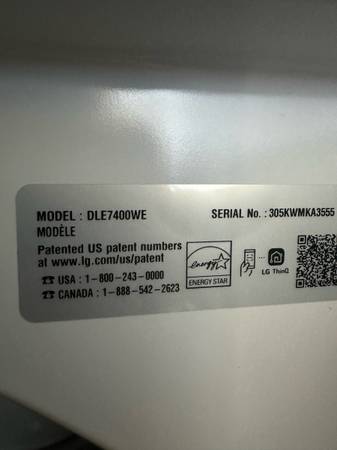 MODEL : DLE7400WE SERIAL No. : 305KWMKA3555
MODÈLE
Patented US patent numbers
at www.lg.com/us/patent
☎ USA : 1-800-243-0000
☎ CANADA : 1-888-542-2623
energy
ENERGY STAR
LG ThinQ